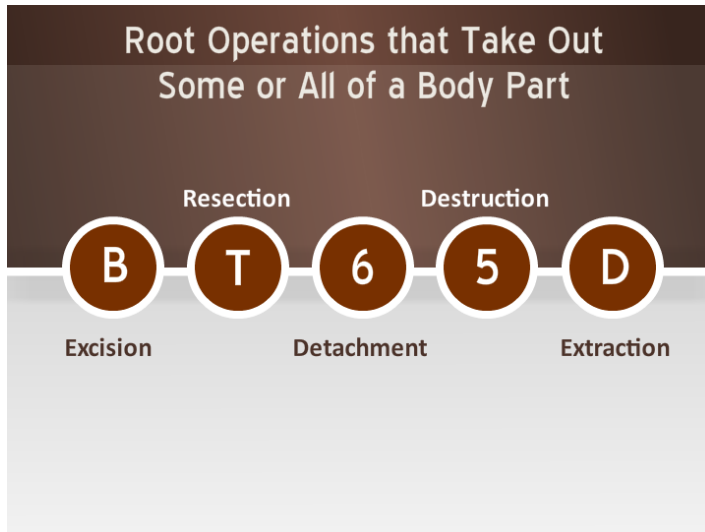 Root Operations that Take Out
Some or All of a Body Part
Resection Destruction
B T 6 5 D
Excision Detachment Extraction